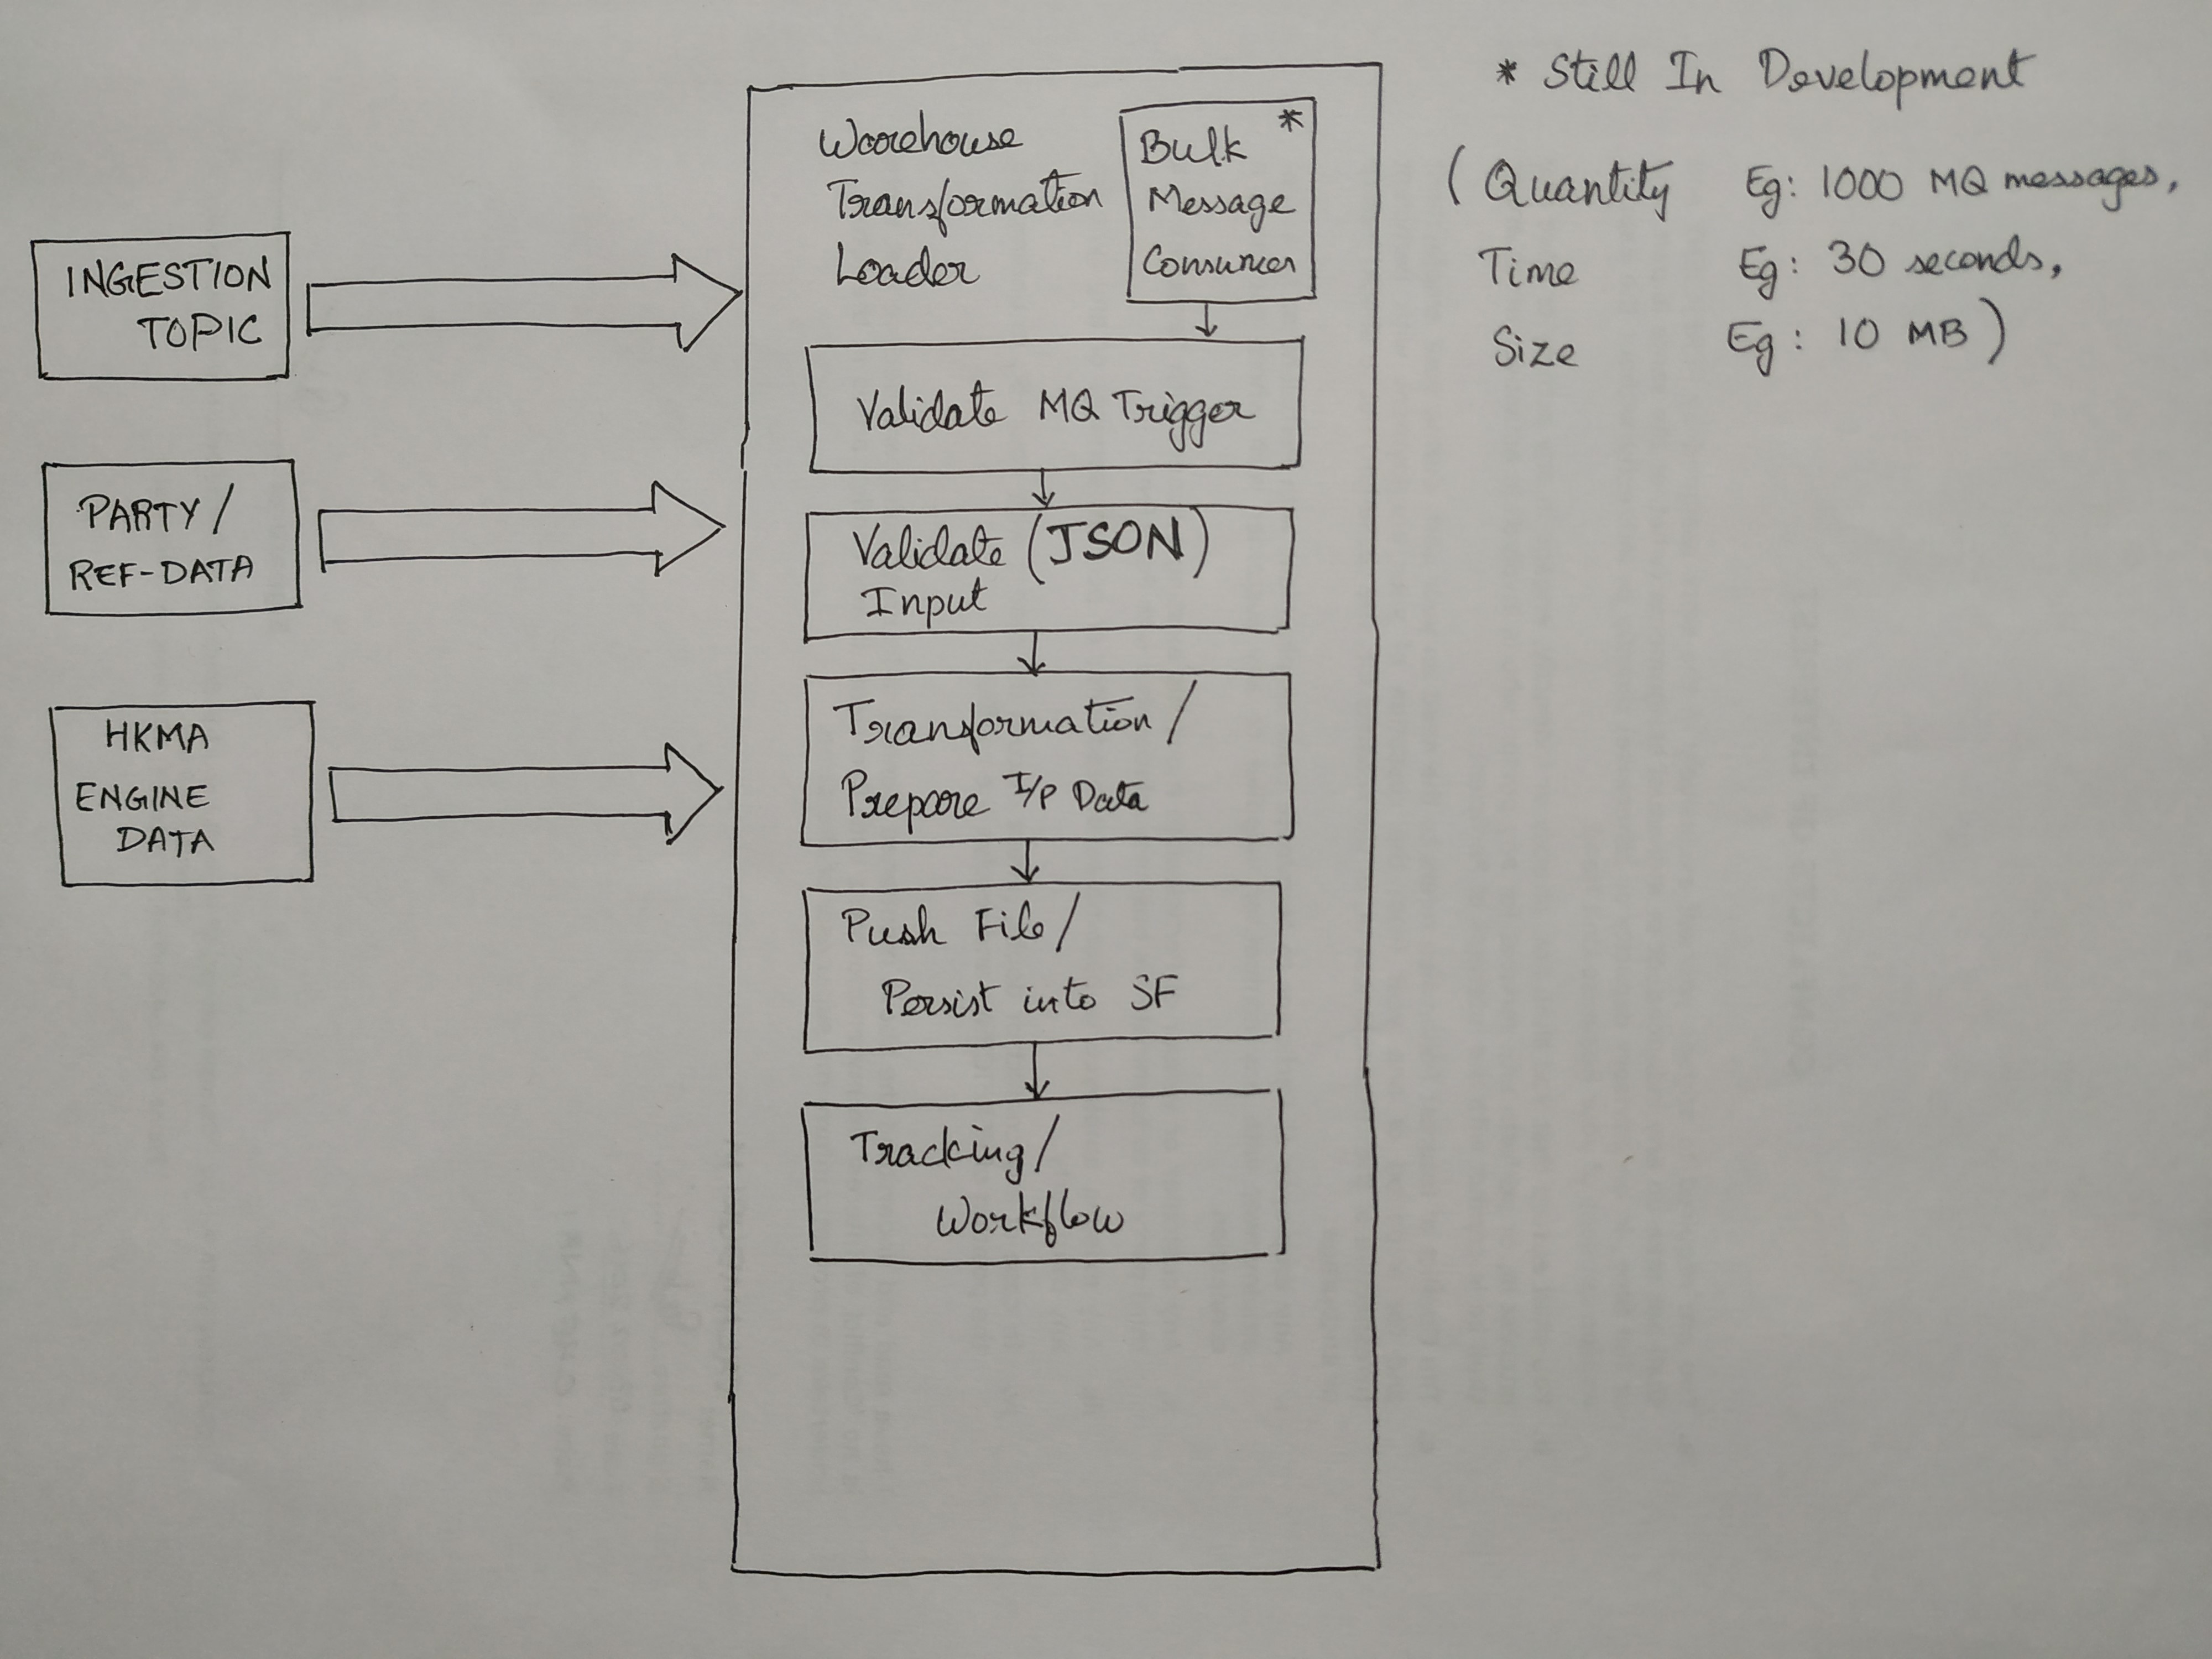 * Still In Development
( Quantity Eg: 1000 MQ messages,
Time Eg: 30 seconds,
Size Eg: 10 MB )
INGESTION
TOPIC
PARTY /
REF-DATA
HKMA
ENGINE
DATA
Warehouse
Transformation
Loader
Bulk *
Message
Consumer
Validate MQ Trigger
Validate (JSON)
Input
Transformation /
Prepare I/P Data
Push File /
Persist into SF
Tracking /
Workflow